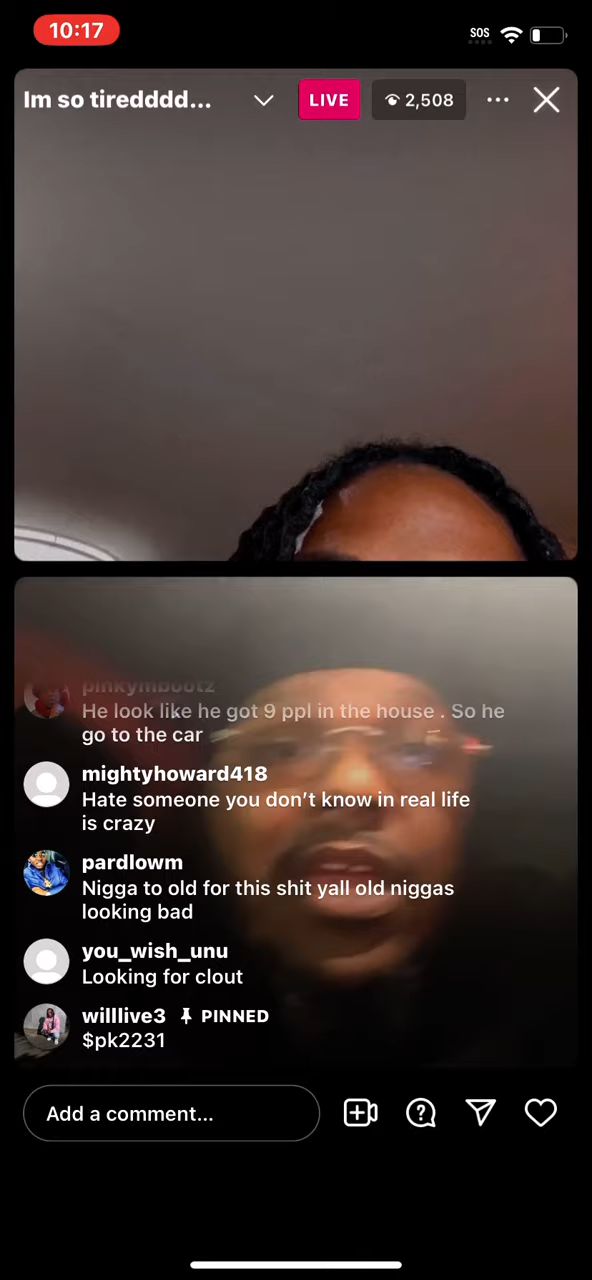 10:17
SOS
Im so tiredddd...
LIVE
2,508
pinkymbootz
He look like he got 9 ppl in the house . So he
go to the car
mightyhoward418
Hate someone you don’t know in real life
is crazy
pardlowm
Nigga to old for this shit yall old niggas
looking bad
you_wish_unu
Looking for clout
willlive3 PINNED
$pk2231
Add a comment...